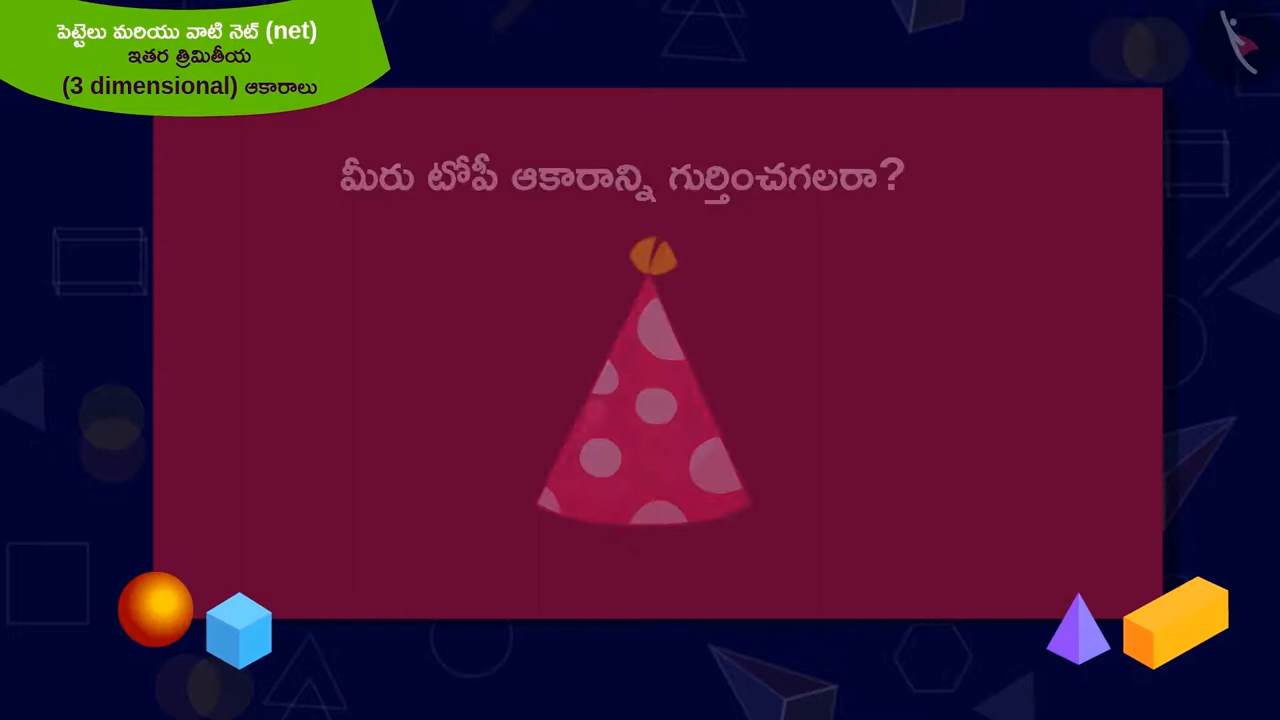 పెట్టెలు మరియు వాటి నెట్ (net)
ఇతర త్రిమితీయ
(3 dimensional) ఆకారాలు
మీరు టోపీ ఆకారాన్ని గుర్తించగలరా?